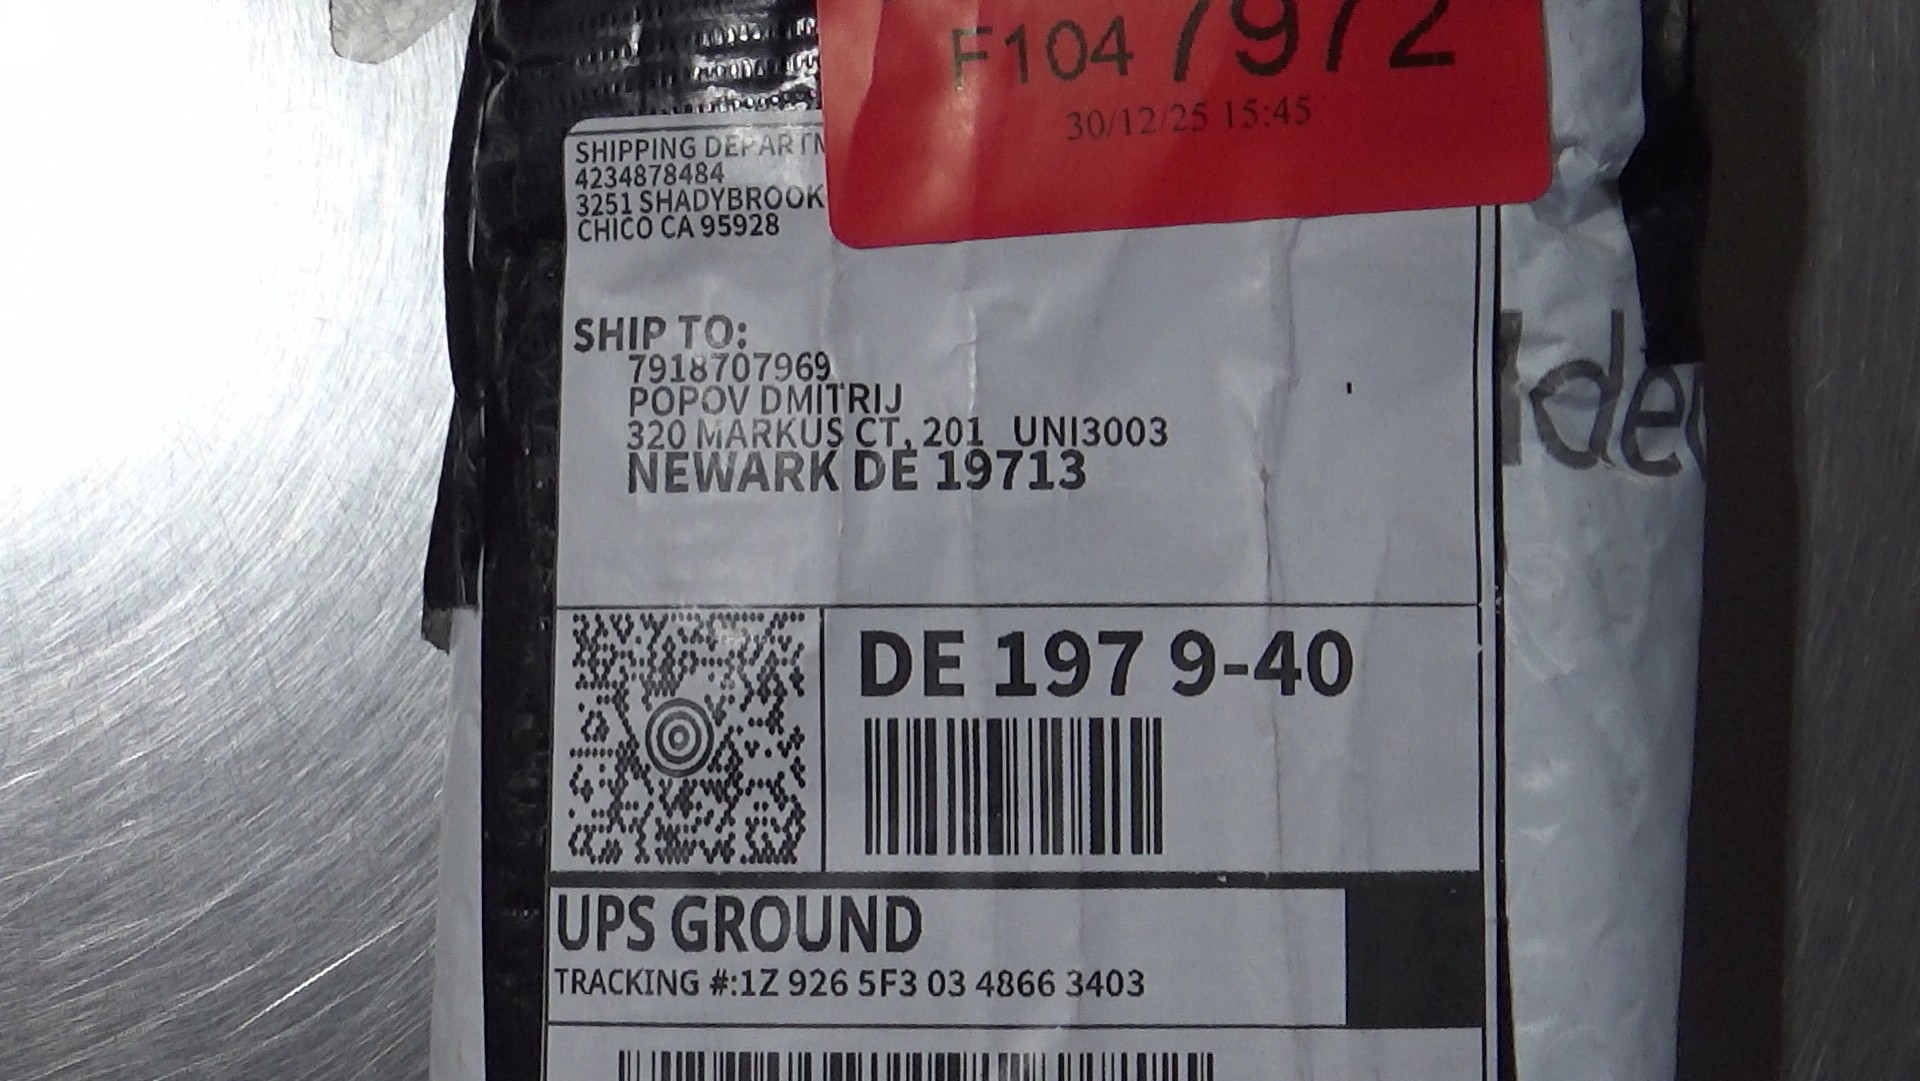 F104 7972
30/12/25 15:45
SHIPPING DEPARTM
4234878484
3251 SHADYBROOK
CHICO CA 95928
SHIP TO:
7918707969
POPOV DMITRIJ
320 MARKUS CT, 201 UNI3003
NEWARK DE 19713
DE 197 9-40
UPS GROUND
TRACKING #:1Z 926 5F3 03 4866 3403